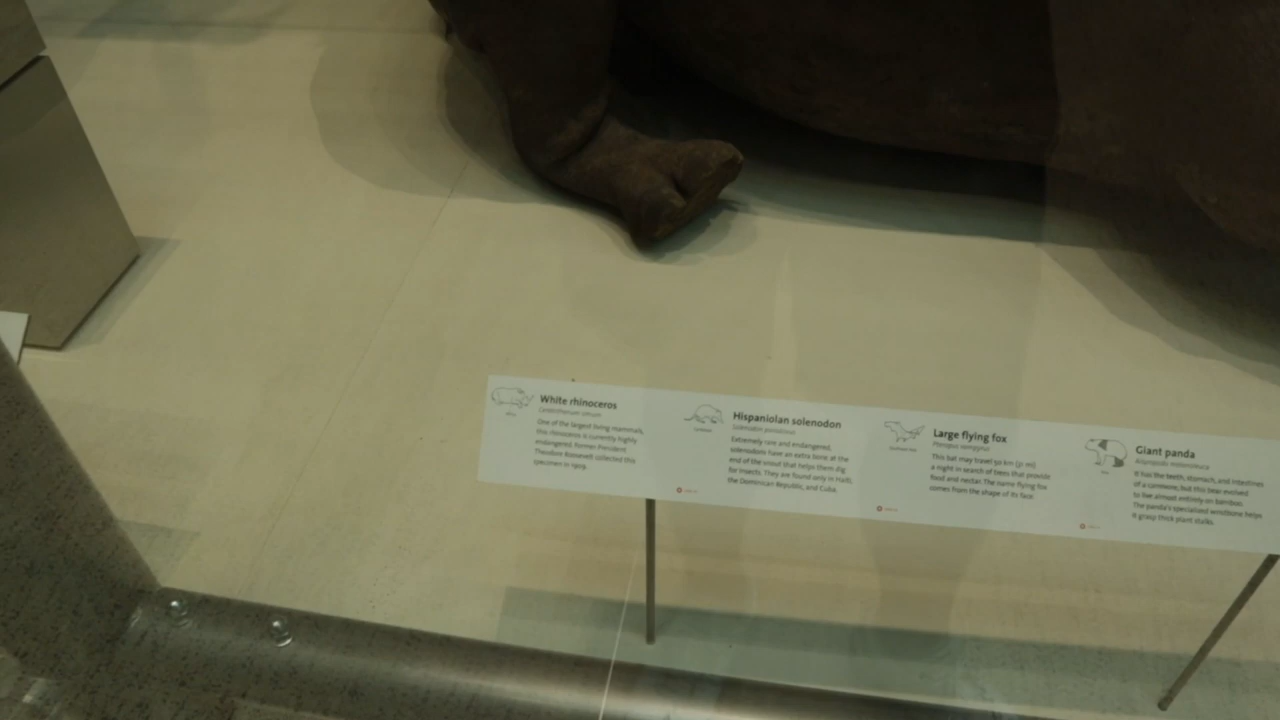 White rhinoceros
Ceratotherium simum
One of the largest living mammals,
this rhinoceros is currently highly
endangered. Former President
Theodore Roosevelt collected this
specimen in 1909.
Hispaniolan solenodon
Solenodon paradoxus
Extremely rare and endangered,
solenodons have an extra bone at the
end of the snout that helps them dig
for insects. They are found only in Haiti,
the Dominican Republic, and Cuba.
Large flying fox
Pteropus vampyrus
This bat may travel 50 km (31 mi)
a night in search of trees that provide
food and nectar. The name flying fox
comes from the shape of its face.
Giant panda
Ailuropoda melanoleuca
It has the teeth, stomach, and intestines
of a carnivore, but this bear evolved
to live almost entirely on bamboo.
The panda's specialized wristbone helps
it grasp thick plant stalks.